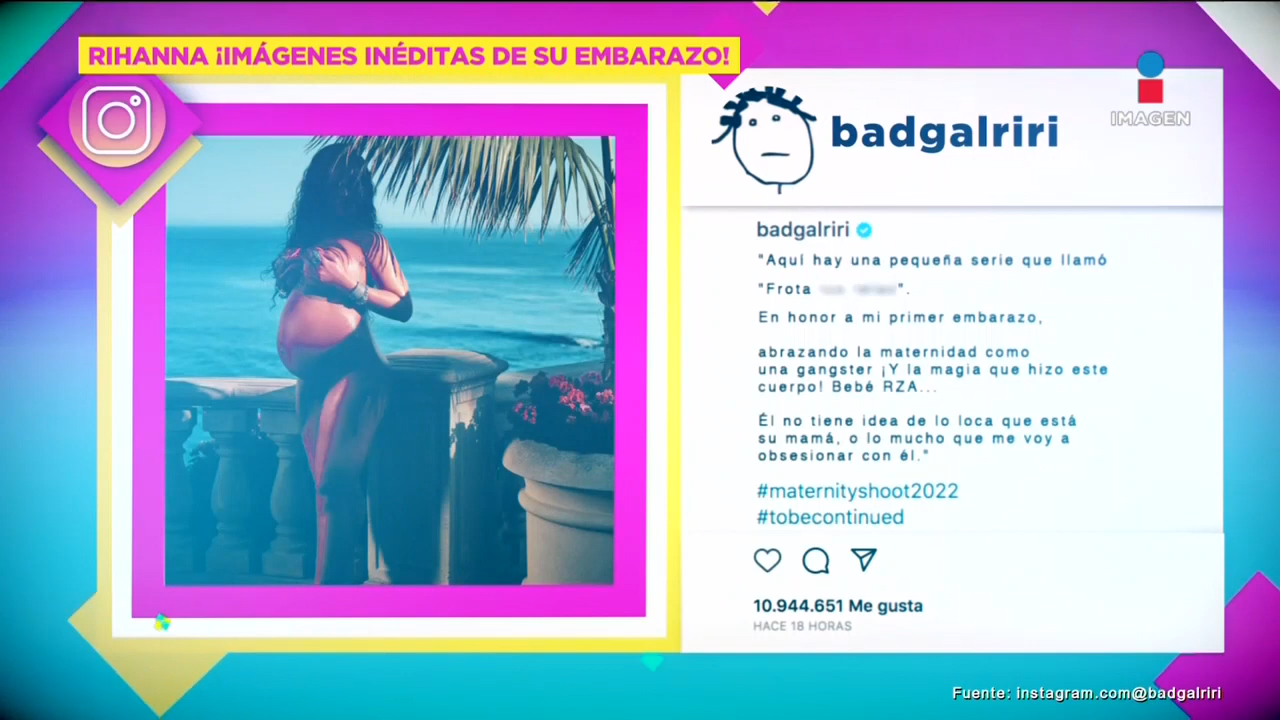 RIHANNA ¡IMÁGENES INÉDITAS DE SU EMBARAZO!
IMAGEN
badgalriri
badgalriri
"Aquí hay una pequeña serie que llamó
"Frota ".
En honor a mi primer embarazo,
abrazando la maternidad como
una gangster ¡Y la magia que hizo este
cuerpo! Bebé RZA...
Él no tiene idea de lo loca que está
su mamá, o lo mucho que me voy a
obsesionar con él."
#maternityshoot2022
#tobecontinued
10.944.651 Me gusta
HACE 18 HORAS
Fuente: instagram.com@badgalriri